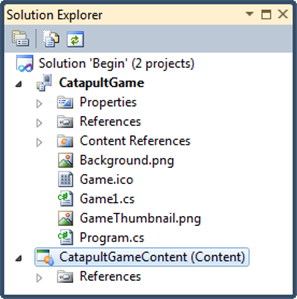 Solution Explorer
Solution 'Begin' (2 projects)
CatapultGame
Properties
References
Content References
Background.png
Game.ico
Game1.cs
GameThumbnail.png
Program.cs
CatapultGameContent (Content)
References